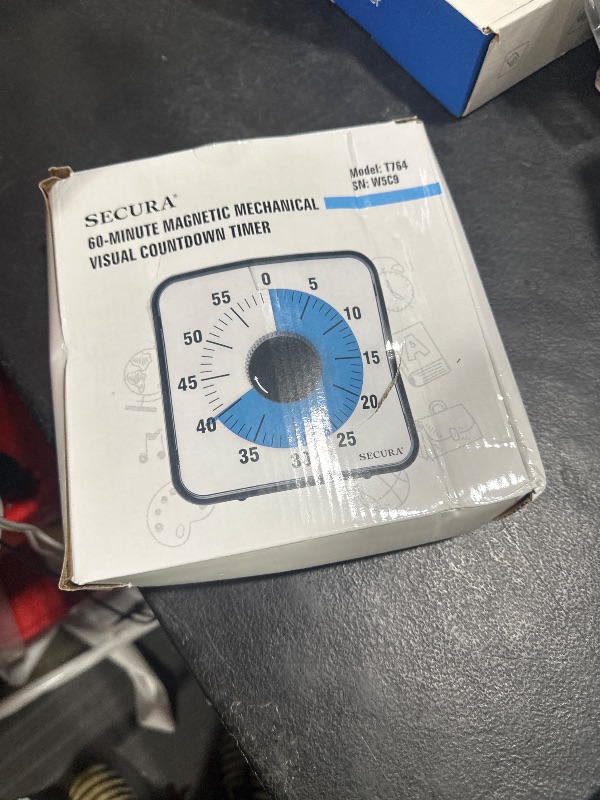 SECURA®
60-MINUTE MAGNETIC MECHANICAL
VISUAL COUNTDOWN TIMER
Model: T764
SN: W5C9
0
5
10
15
20
25
35
40
45
50
55
SECURA®
A